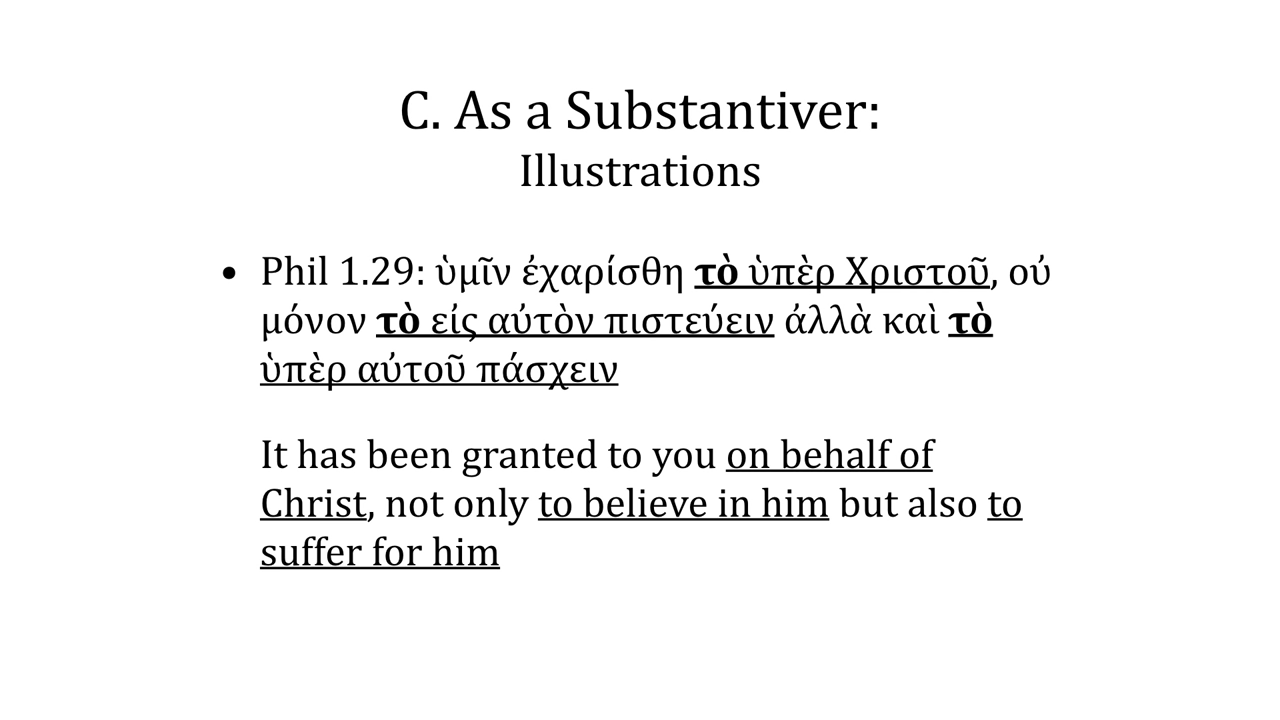 C. As a Substantiver:
Illustrations
• Phil 1.29: ὑμῖν ἐχαρίσθη τὸ ὑπὲρ Χριστοῦ, οὐ
μόνον τὸ εἰς αὐτὸν πιστεύειν ἀλλὰ καὶ τὸ
ὑπὲρ αὐτοῦ πάσχειν
It has been granted to you on behalf of
Christ, not only to believe in him but also to
suffer for him